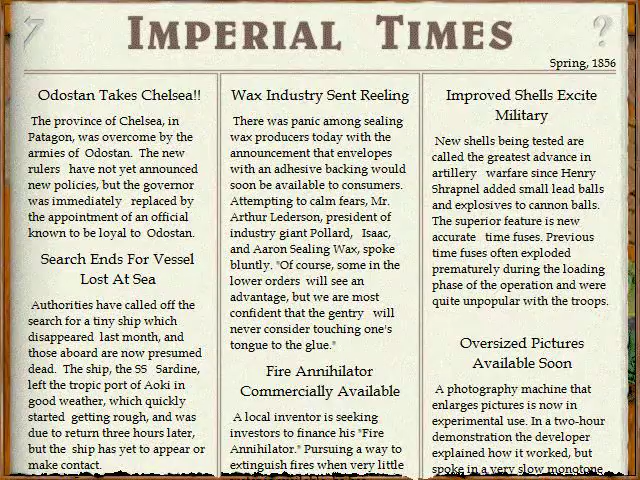 IMPERIAL TIMES
Spring, 1856
Odostan Takes Chelsea!!
The province of Chelsea, in
Patagon, was overcome by the
armies of Odostan. The new
rulers have not yet announced
new policies, but the governor
was immediately replaced by
the appointment of an official
known to be loyal to Odostan.
Search Ends For Vessel
Lost At Sea
Authorities have called off the
search for a tiny ship which
disappeared last month, and
those aboard are now presumed
dead. The ship, the SS Sardine,
left the tropic port of Aoki in
good weather, which quickly
started getting rough, and was
due to return three hours later,
but the ship has yet to appear or
make contact.
Wax Industry Sent Reeling
There was panic among sealing
wax producers today with the
announcement that envelopes
with an adhesive backing would
soon be available to consumers.
Attempting to calm fears, Mr.
Arthur Lederson, president of
industry giant Pollard, Isaac,
and Aaron Sealing Wax, spoke
bluntly. "Of course, some in the
lower orders will see an
advantage, but we are most
confident that the gentry will
never consider touching one's
tongue to the glue."
Fire Annihilator
Commercially Available
A local inventor is seeking
investors to finance his "Fire
Annihilator." Pursuing a way to
extinguish fires when very little
Improved Shells Excite
Military
New shells being tested are
called the greatest advance in
artillery warfare since Henry
Shrapnel added small lead balls
and explosives to cannon balls.
The superior feature is new
accurate time fuses. Previous
time fuses often exploded
prematurely during the loading
phase of the operation and were
quite unpopular with the troops.
Oversized Pictures
Available Soon
A photography machine that
enlarges pictures is now in
experimental use. In a two-hour
demonstration the developer
explained how it worked, but
spoke in a very slow monotone